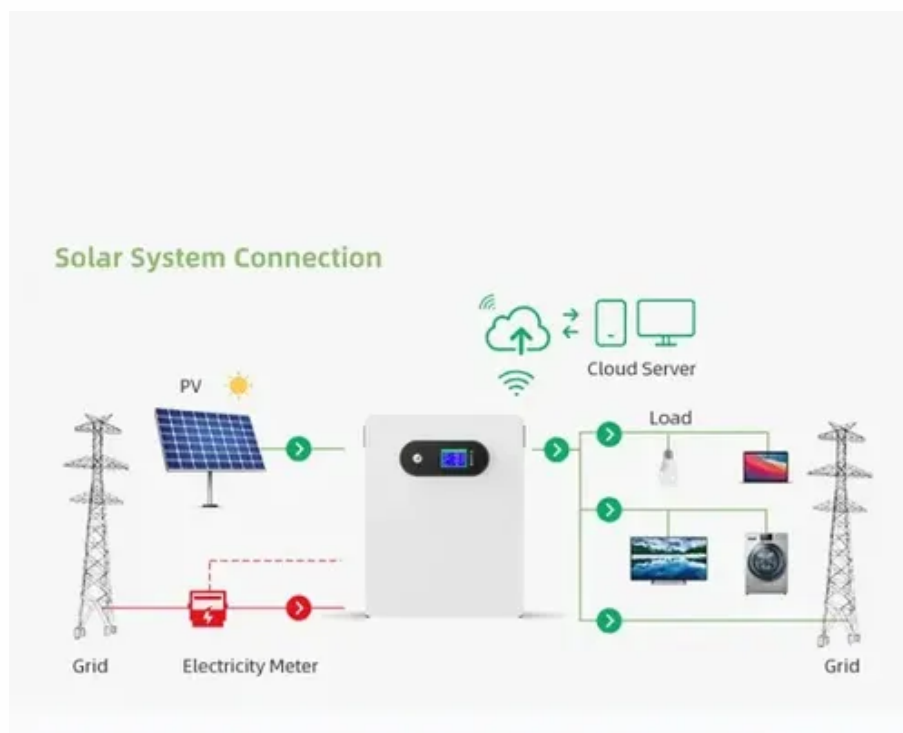 Solar System Connection
Cloud Server
PV
Load
Grid
Electricity Meter
Grid